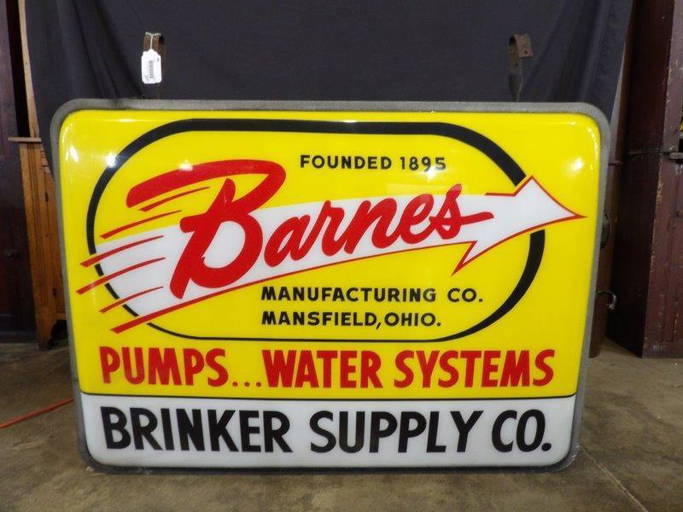 FOUNDED 1895
Barnes
MANUFACTURING CO.
MANSFIELD, OHIO.
PUMPS...WATER SYSTEMS
BRINKER SUPPLY CO.